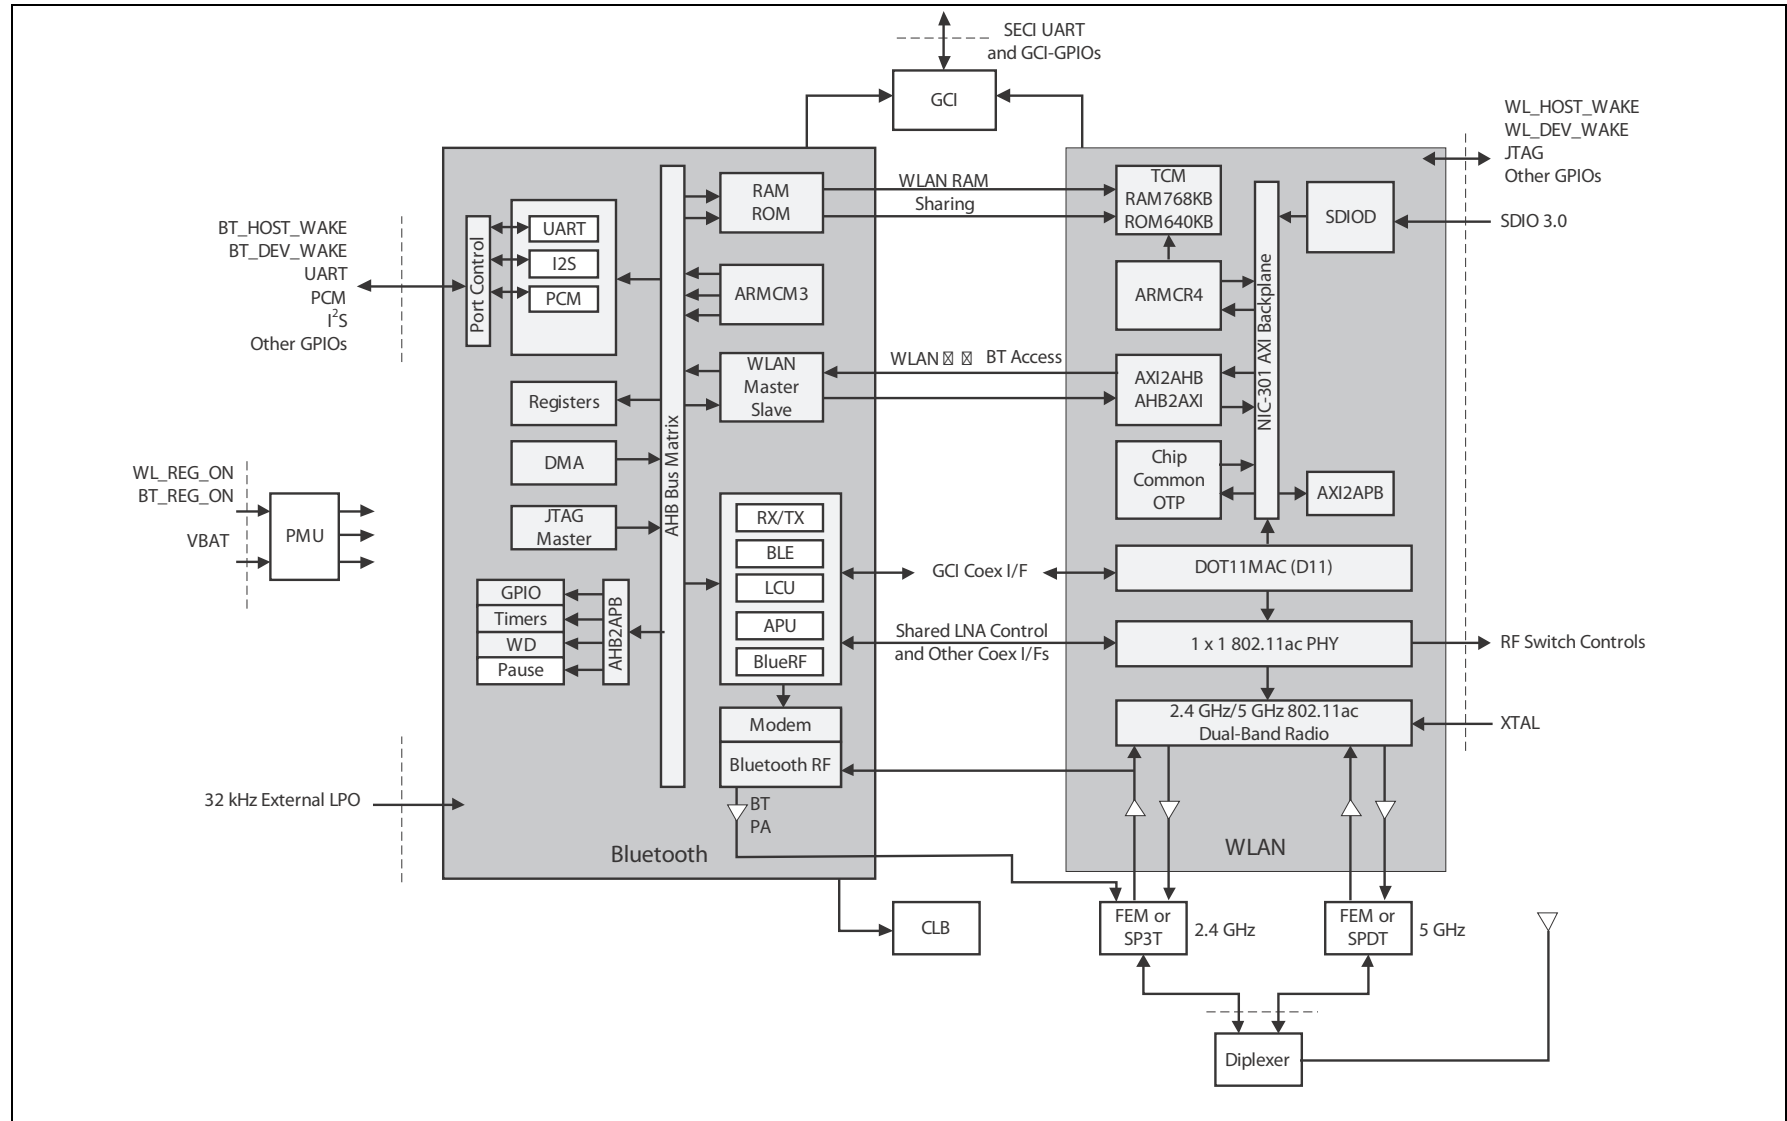 SECI UART
and GCI-GPIOs
GCI
WL_HOST_WAKE
WL_DEV_WAKE
JTAG
Other GPIOs
SDIO 3.0
BT_HOST_WAKE
BT_DEV_WAKE
UART
PCM
I²S
Other GPIOs
Port Control
UART
I2S
PCM
Registers
DMA
JTAG
Master
GPIO
Timers
WD
Pause
AHB2APB
AHB Bus Matrix
RAM
ROM
ARMCM3
WLAN
Master
Slave
RX/TX
BLE
LCU
APU
BlueRF
Modem
Bluetooth RF
BT
PA
Bluetooth
WLAN RAM
Sharing
WLAN BT Access
GCI Coex I/F
Shared LNA Control
and Other Coex I/Fs
TCM
RAM768KB
ROM640KB
ARMCR4
AXI2AHB
AHB2AXI
Chip
Common
OTP
NIC-301 AXI Backplane
SDIOD
AXI2APB
DOT11MAC (D11)
1 x 1 802.11ac PHY
2.4 GHz/5 GHz 802.11ac
Dual-Band Radio
WLAN
RF Switch Controls
XTAL
WL_REG_ON
BT_REG_ON
VBAT
PMU
32 kHz External LPO
CLB
FEM or
SP3T
2.4 GHz
FEM or
SPDT
5 GHz
Diplexer